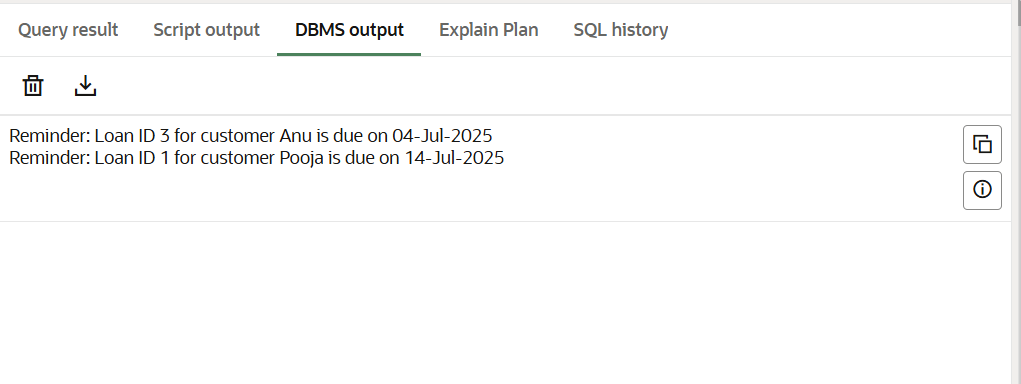 Query result Script output DBMS output Explain Plan SQL history
Reminder: Loan ID 3 for customer Anu is due on 04-Jul-2025
Reminder: Loan ID 1 for customer Pooja is due on 14-Jul-2025